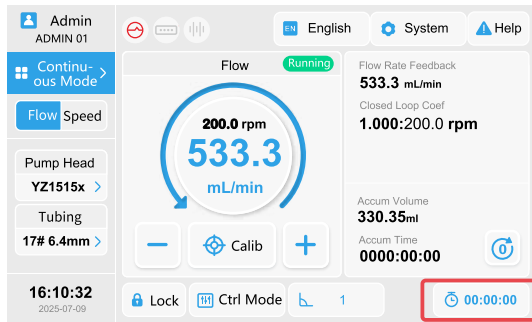 Admin
ADMIN 01
EN English
System
Help
Continu-
ous Mode
Flow Speed
Pump Head
YZ1515x
Tubing
17# 6.4mm
16:10:32
2025-07-09
Flow
Running
200.0 rpm
533.3
mL/min
Calib
Flow Rate Feedback
533.3 mL/min
Closed Loop Coef
1.000:200.0 rpm
Accum Volume
330.35ml
Accum Time
0000:00:00
0
Lock
Ctrl Mode
1
00:00:00